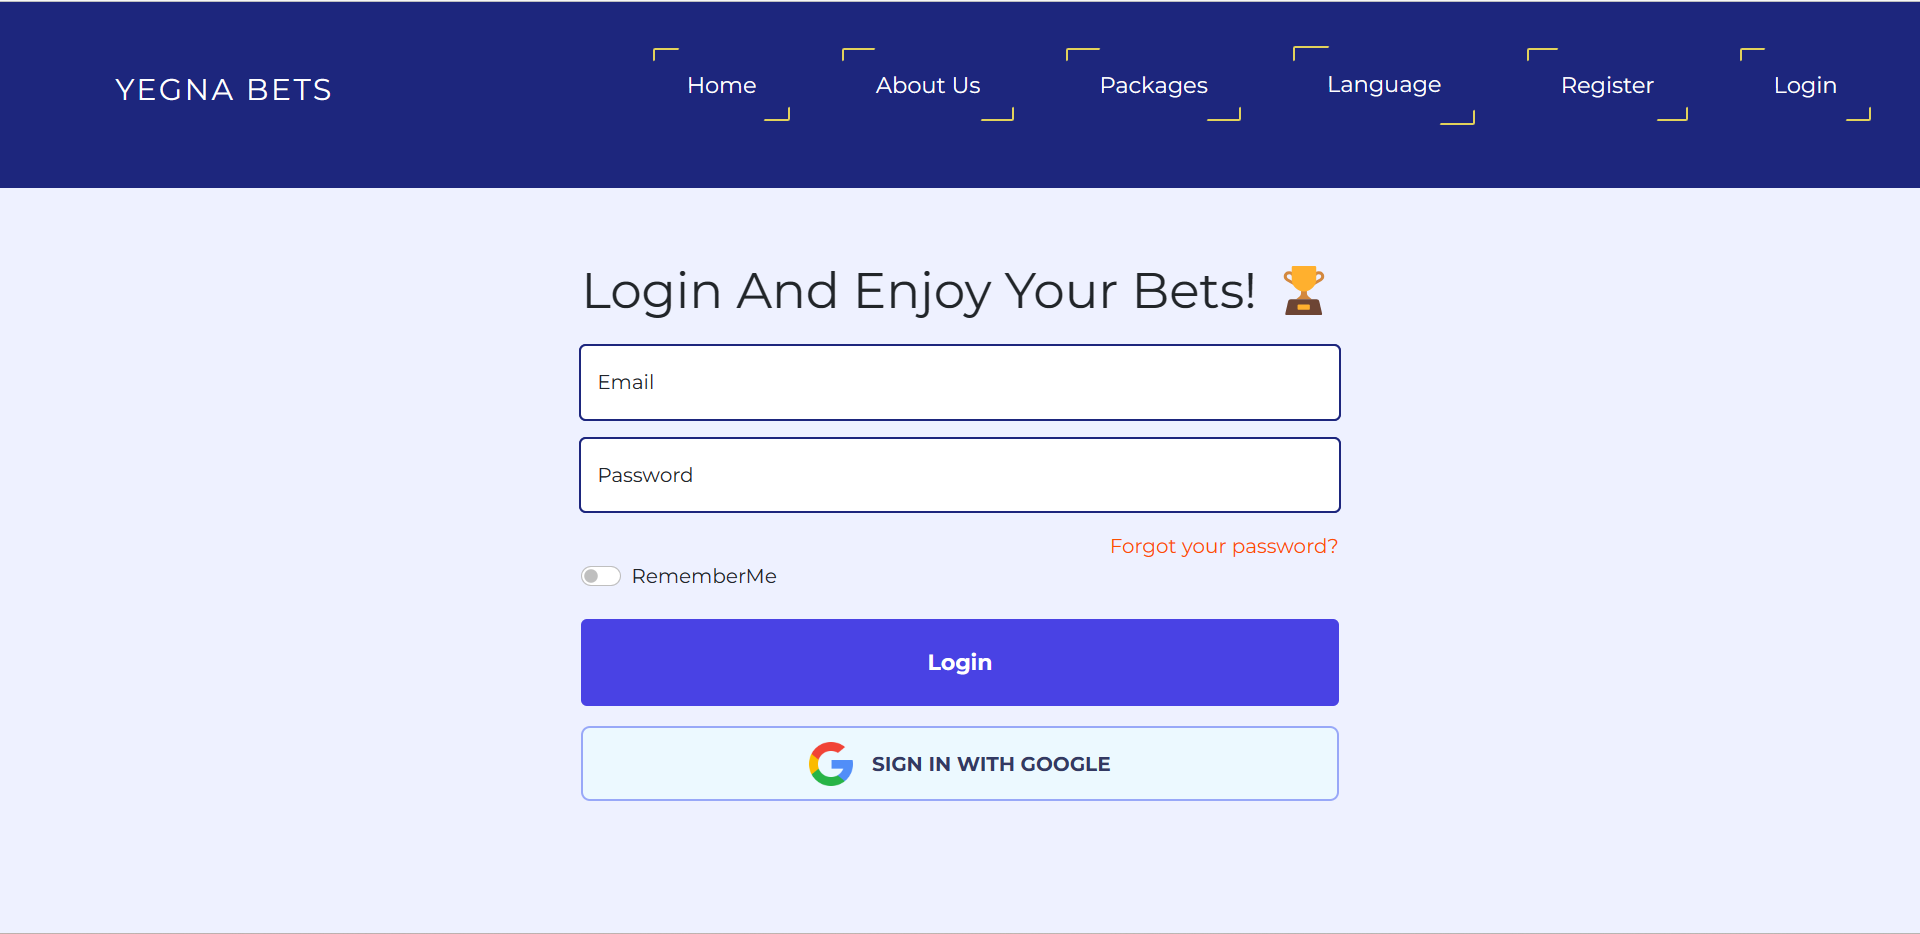 YEGNA BETS
Home
About Us
Packages
Language
Register
Login
Login And Enjoy Your Bets! 🏆
Email
Password
Forgot your password?
RememberMe
Login
SIGN IN WITH GOOGLE